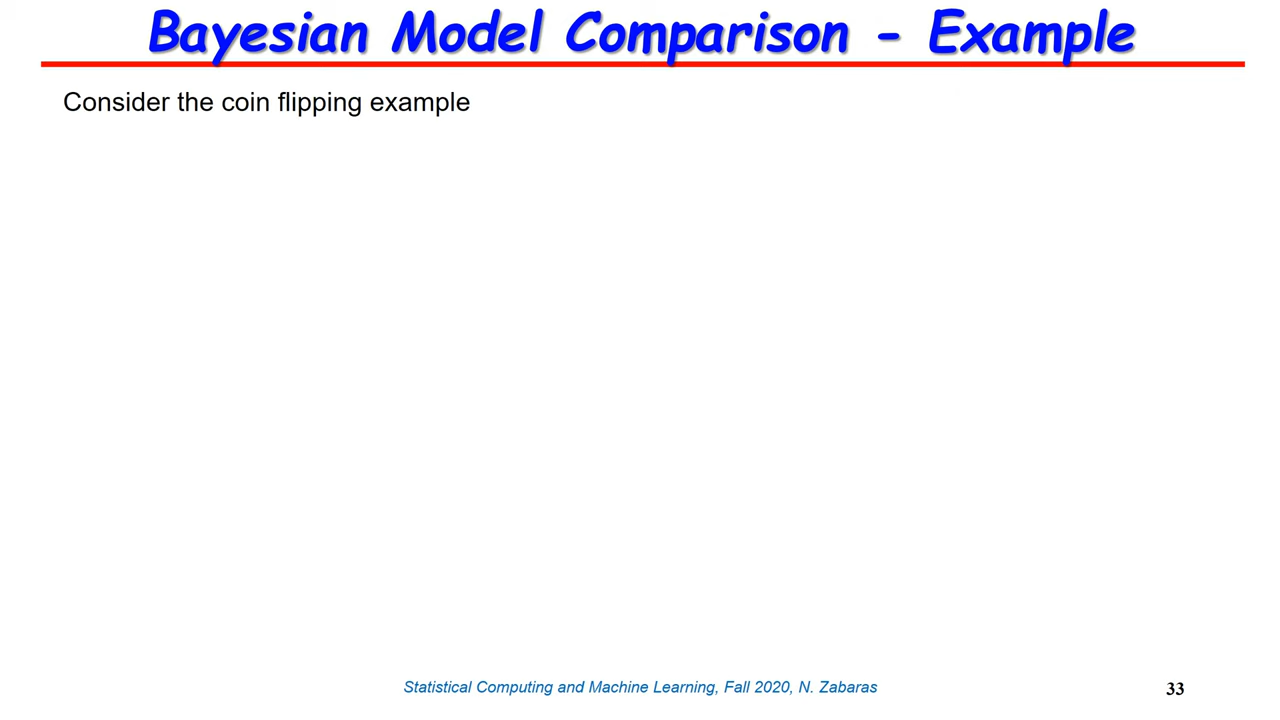 Bayesian Model Comparison - Example
Consider the coin flipping example
Statistical Computing and Machine Learning, Fall 2020, N. Zabaras
33